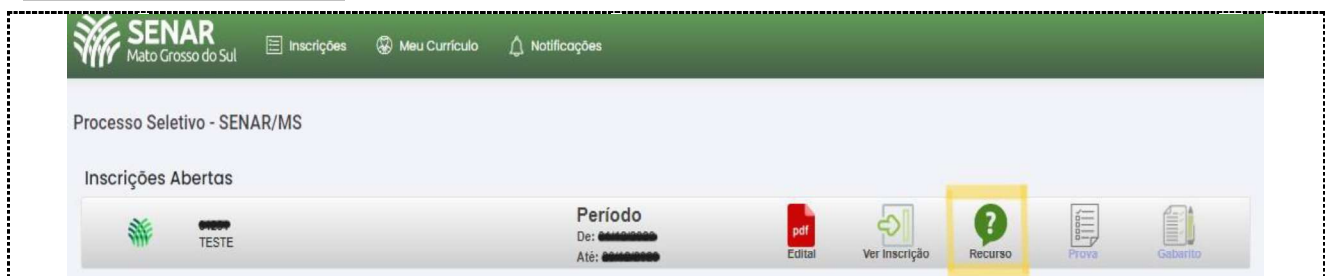 SENAR
Mato Grosso do Sul
Inscrições
Meu Currículo
Notificações
Processo Seletivo - SENAR/MS
Inscrições Abertas
TESTE
Período
De:
Até:
pdf
Edital
Ver Inscrição
?
Recurso
Prova
Gabarito